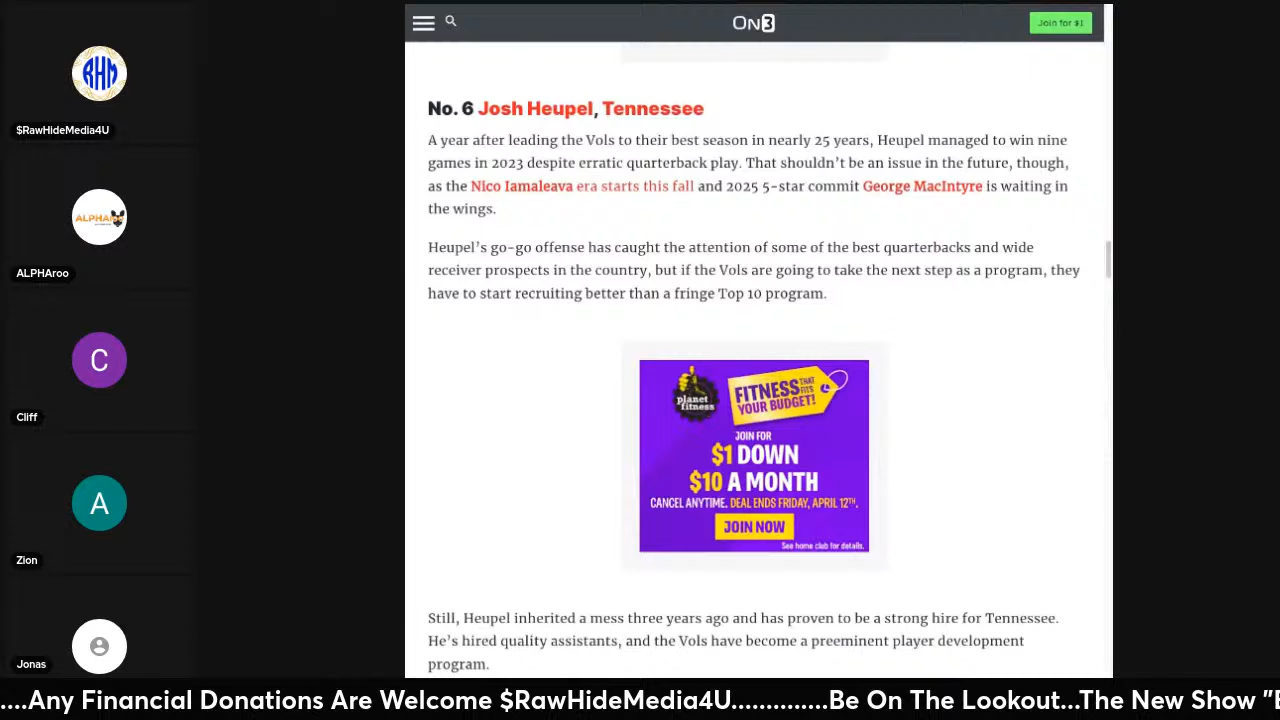 RHM
$RawHideMedia4U
ALPHAroo
C
Cliff
A
Zion
Jonas
ON3
Join for $1
No. 6 Josh Heupel, Tennessee
A year after leading the Vols to their best season in nearly 25 years, Heupel managed to win nine
games in 2023 despite erratic quarterback play. That shouldn’t be an issue in the future, though,
as the Nico Iamaleava era starts this fall and 2025 5-star commit George MacIntyre is waiting in
the wings.
Heupel’s go-go offense has caught the attention of some of the best quarterbacks and wide
receiver prospects in the country, but if the Vols are going to take the next step as a program, they
have to start recruiting better than a fringe Top 10 program.
planet
fitness
FITNESS THAT FITS
YOUR BUDGET!
JOIN FOR
$1 DOWN
$10 A MONTH
CANCEL ANYTIME. DEAL ENDS FRIDAY, APRIL 12TH.
JOIN NOW
See home club for details.
Still, Heupel inherited a mess three years ago and has proven to be a strong hire for Tennessee.
He’s hired quality assistants, and the Vols have become a preeminent player development
program.
....Any Financial Donations Are Welcome $RawHideMedia4U.............Be On The Lookout...The New Show "